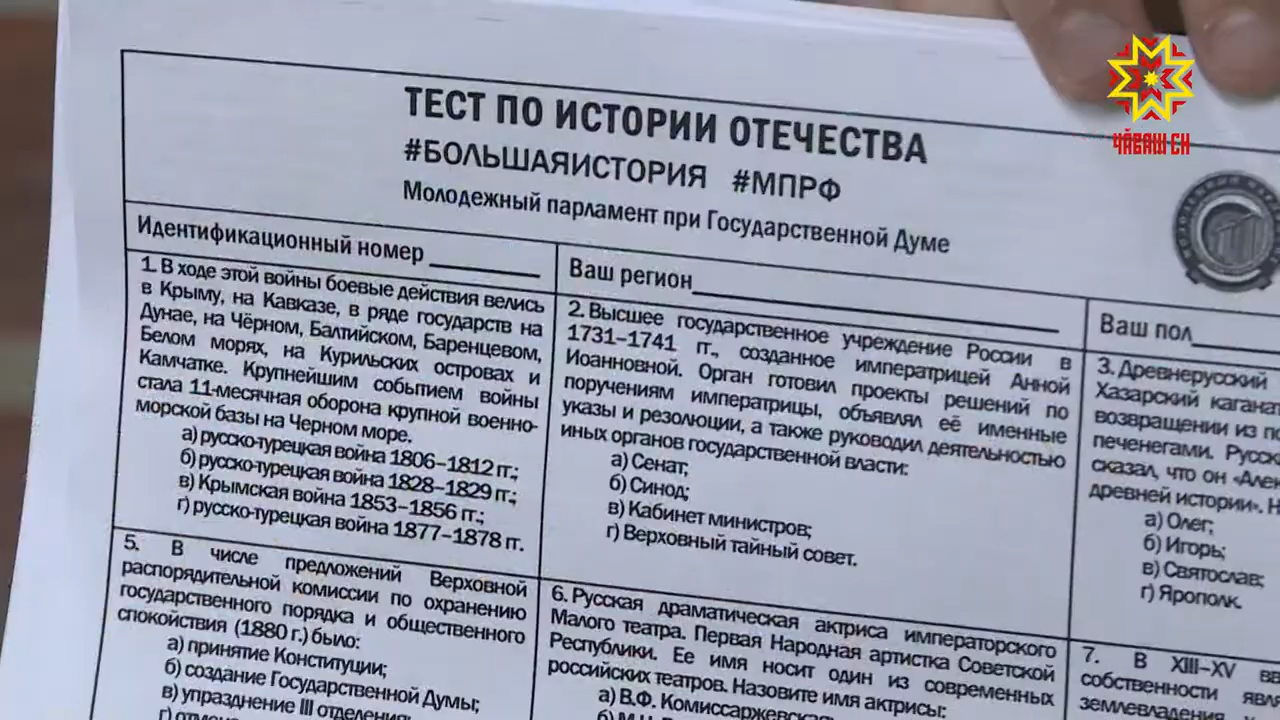 ЧӐВАШ ЕН
ТЕСТ ПО ИСТОРИИ ОТЕЧЕСТВА
#БОЛЬШАЯИСТОРИЯ #МПРФ
Молодежный парламент при Государственной Думе
Идентификационный номер
Ваш регион
Ваш пол
1. В ходе этой войны боевые действия велись
в Крыму, на Кавказе, в ряде государств на
Дунае, на Чёрном, Балтийском, Баренцевом,
Белом морях, на Курильских островах и
Камчатке. Крупнейшим событием войны
стала 11-месячная оборона крупной военно-
морской базы на Черном море.
а) русско-турецкая война 1806–1812 гг.;
б) русско-турецкая война 1828–1829 гг.;
в) Крымская война 1853–1856 гг.;
г) русско-турецкая война 1877–1878 гг.
2. Высшее государственное учреждение России в
1731–1741 гг., созданное императрицей Анной
Иоанновной. Орган готовил проекты решений по
поручениям императрицы, объявлял её именные
указы и резолюции, а также руководил деятельностью
иных органов государственной власти:
а) Сенат;
б) Синод;
в) Кабинет министров;
г) Верховный тайный совет.
3. Древнерусский
Хазарский
возвращении из
печенегами.
сказал, что он
древней истории».
а) Олег;
б) Игорь;
в) Святослав;
г) Ярополк.
5. В числе предложений Верховной
распорядительной комиссии по охранению
государственного порядка и общественного
спокойствия (1880 г.) было:
а) принятие Конституции;
б) создание Государственной Думы;
в) упразднение III отделения;
6. Русская драматическая актриса императорского
Малого театра. Первая Народная артистка Советской
Республики. Ее имя носит один из современных
российских театров. Назовите имя актрисы:
а) В.Ф. Комиссаржевская;
7. В XIII–XV
собственности
землевладения